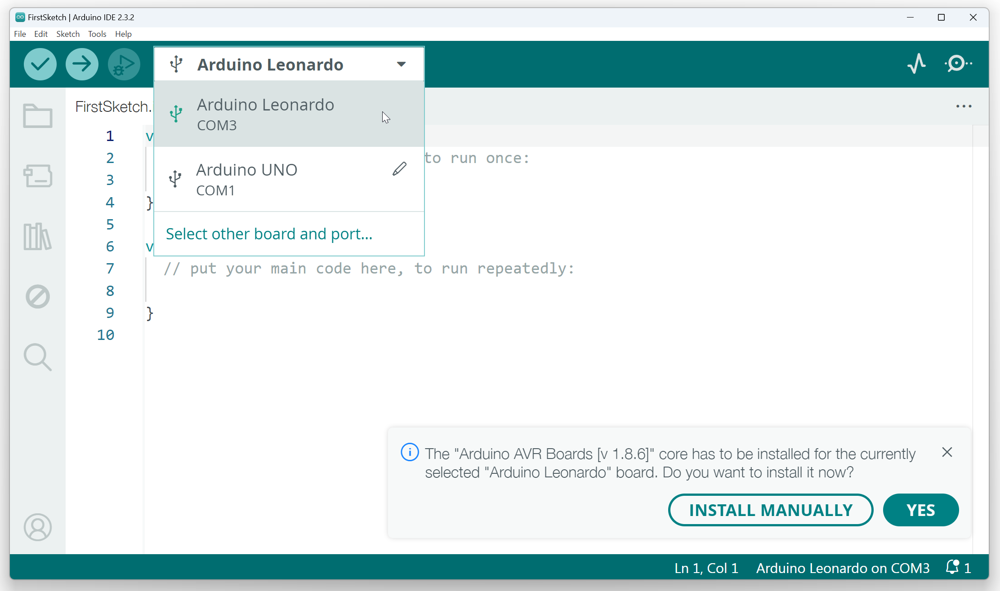 FirstSketch | Arduino IDE 2.3.2
File Edit Sketch Tools Help
Arduino Leonardo
FirstSketch.
Arduino Leonardo
COM3
Arduino UNO
COM1
Select other board and port...
1 v
2 to run once:
3
4 }
5
6 v
7 // put your main code here, to run repeatedly:
8
9 }
10
The "Arduino AVR Boards [v 1.8.6]" core has to be installed for the currently
selected "Arduino Leonardo" board. Do you want to install it now?
INSTALL MANUALLY YES
Ln 1, Col 1 Arduino Leonardo on COM3 1